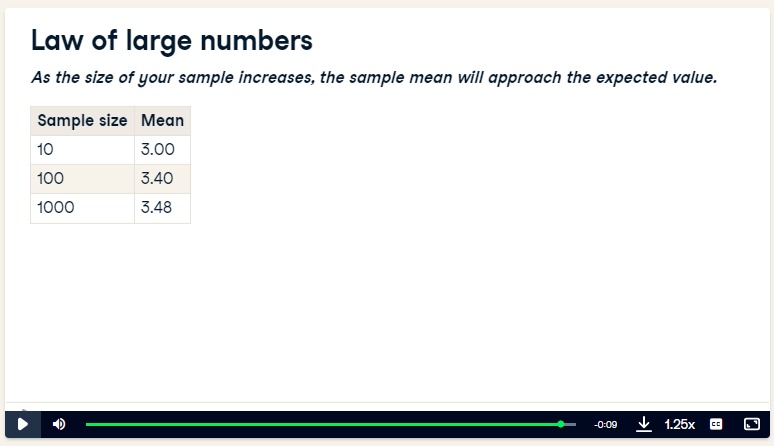 Law of large numbers
As the size of your sample increases, the sample mean will approach the expected value.
Sample size Mean
10 3.00
100 3.40
1000 3.48
-0:09 1.25x CC